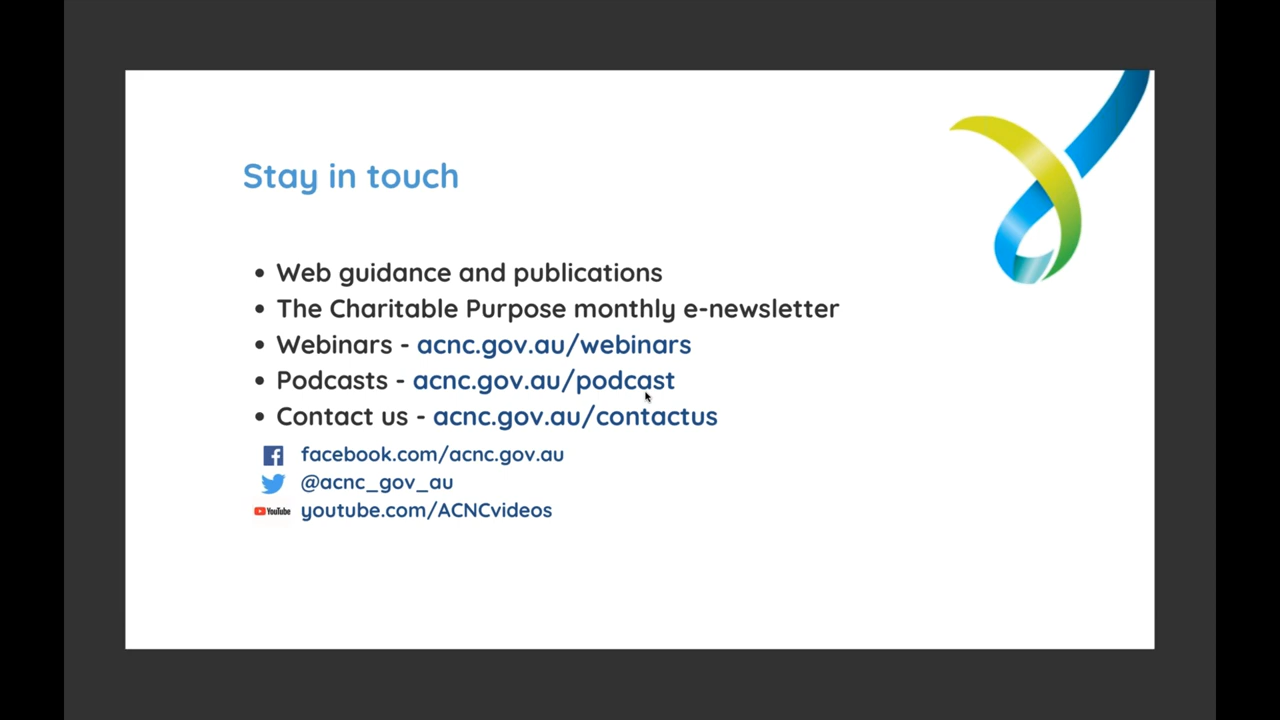 Stay in touch
• Web guidance and publications
• The Charitable Purpose monthly e-newsletter
• Webinars - acnc.gov.au/webinars
• Podcasts - acnc.gov.au/podcast
• Contact us - acnc.gov.au/contactus
facebook.com/acnc.gov.au
@acnc_gov_au
YouTube youtube.com/ACNCvideos